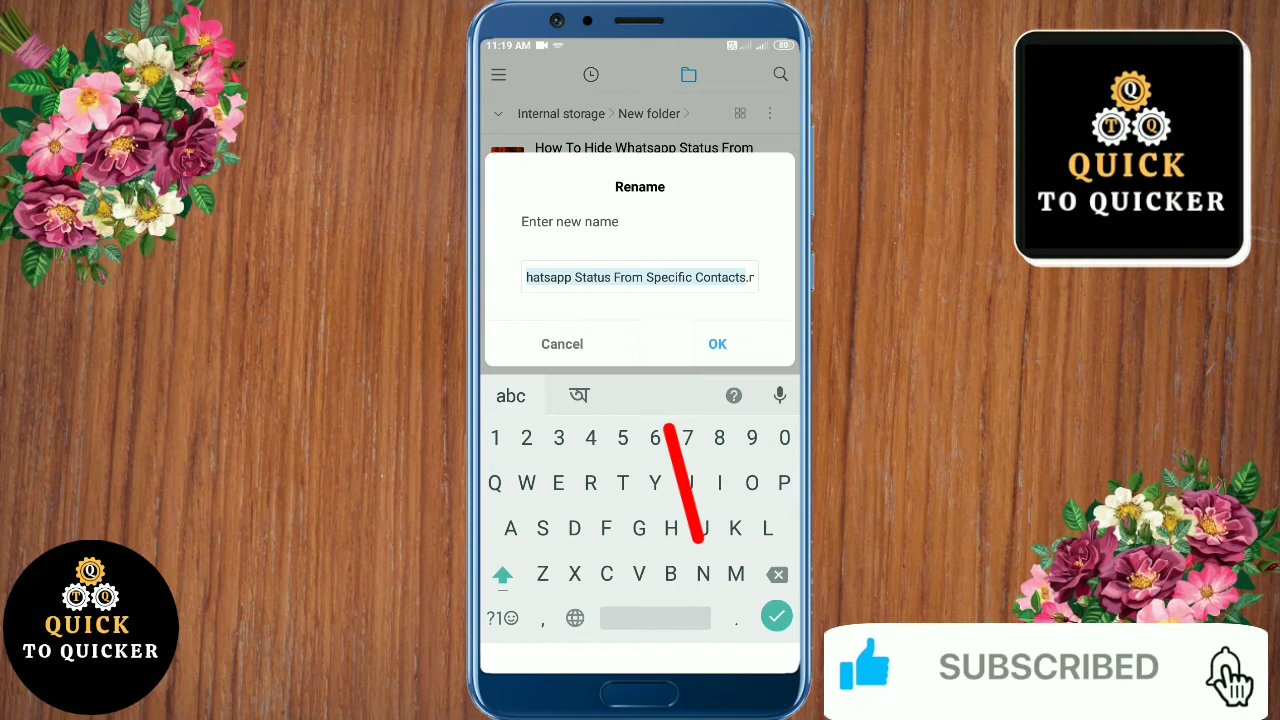 11:19 AM
80
Internal storage
New folder
How To Hide Whatsapp Status From
Rename
Enter new name
hatsapp Status From Specific Contacts.
Cancel
OK
abc
অ
?
1 2 3 4 5 6 7 8 9 0
Q W E R T Y U I O P
A S D F G H J K L
Z X C V B N M
?1☺ , .
Q
T Q
QUICK
TO QUICKER
Q
T Q
QUICK
TO QUICKER
SUBSCRIBED